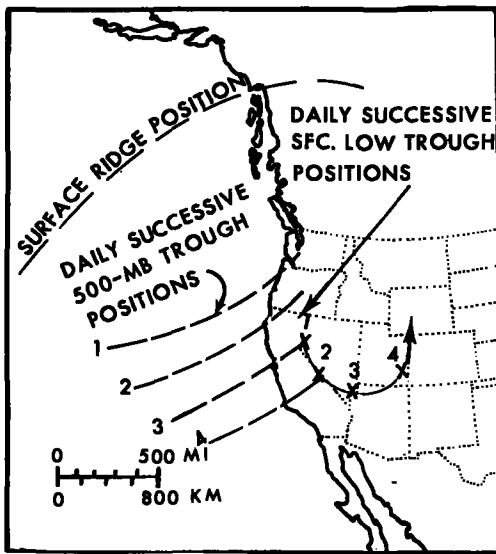 SURFACE RIDGE POSITION
DAILY SUCCESSIVE
SFC. LOW TROUGH
POSITIONS
DAILY SUCCESSIVE
500-MB TROUGH
POSITIONS
1
2
3
4
1
2
3
4
0 500 MI
0 800 KM